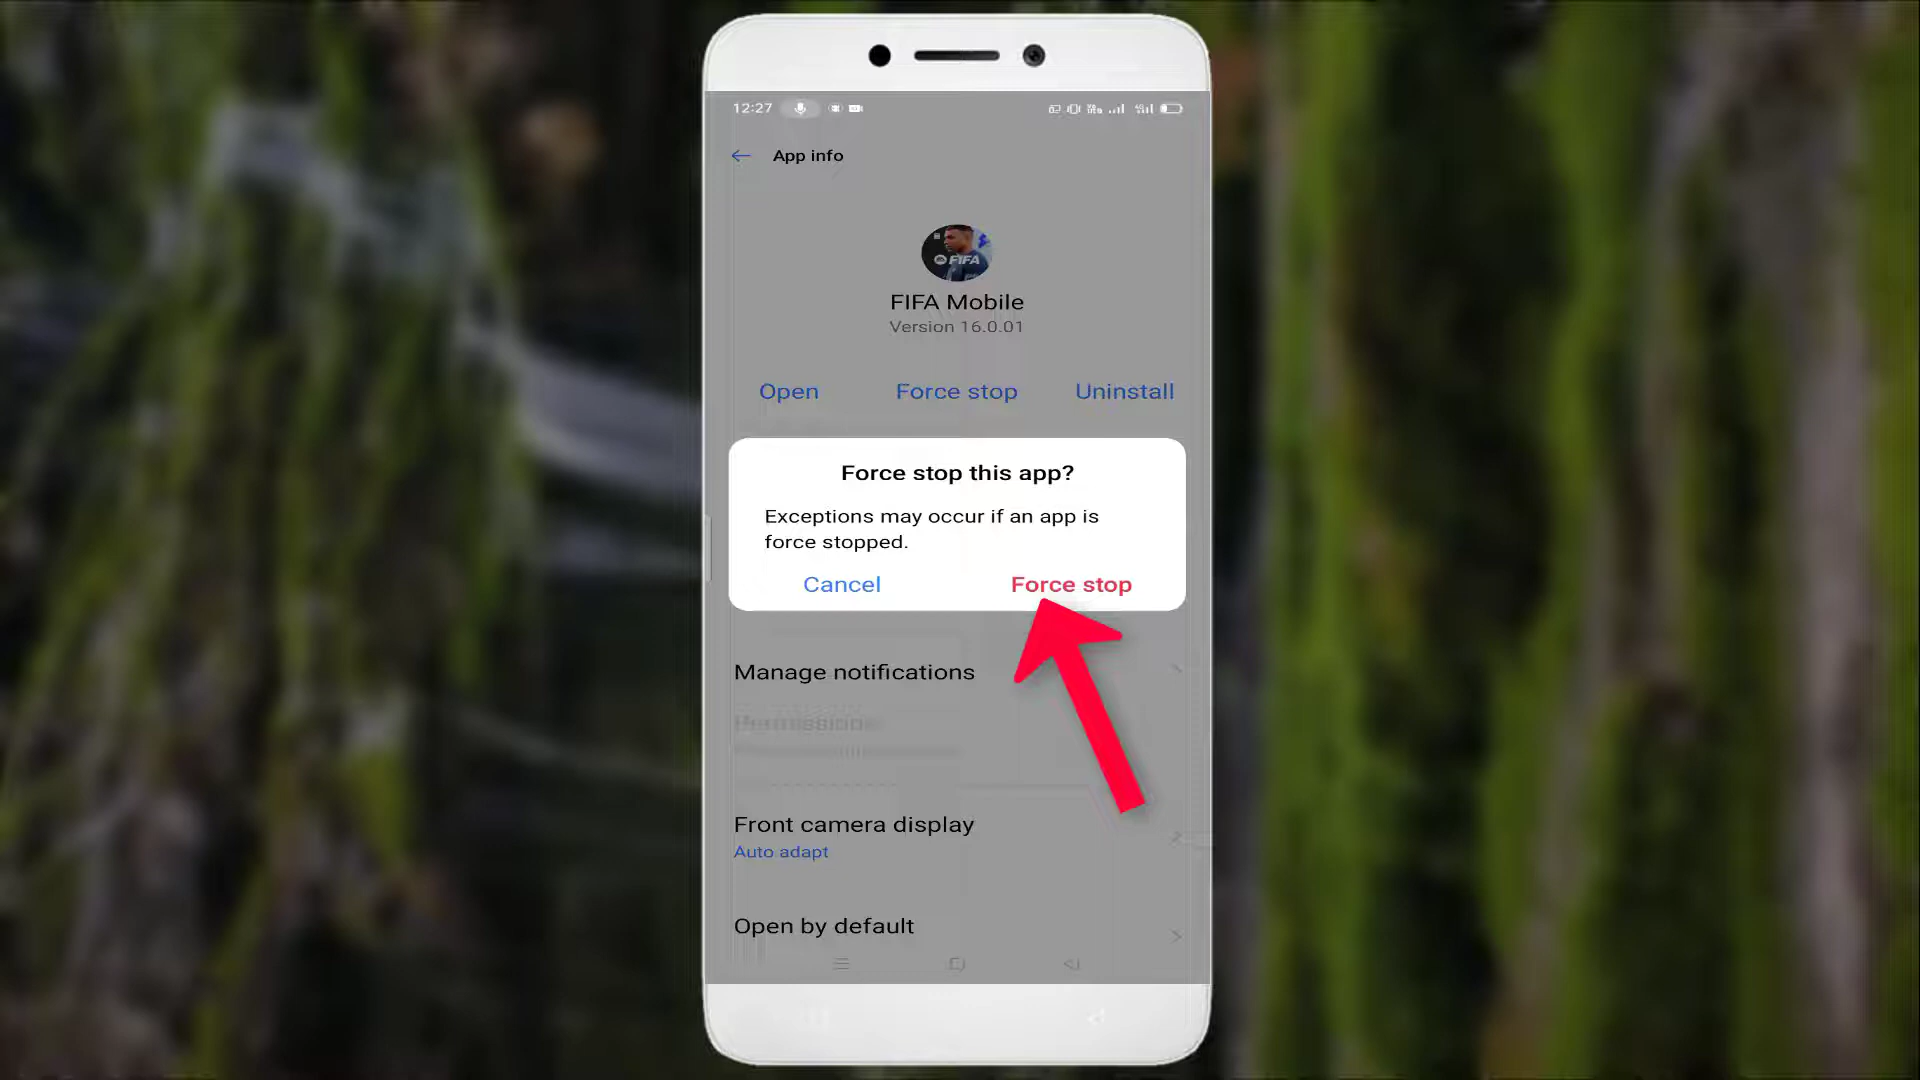 12:27
App info
FIFA
FIFA Mobile
Version 16.0.01
Open Force stop Uninstall
Force stop this app?
Exceptions may occur if an app is
force stopped.
Cancel Force stop
Manage notifications
Permission
Front camera display
Auto adapt
Open by default